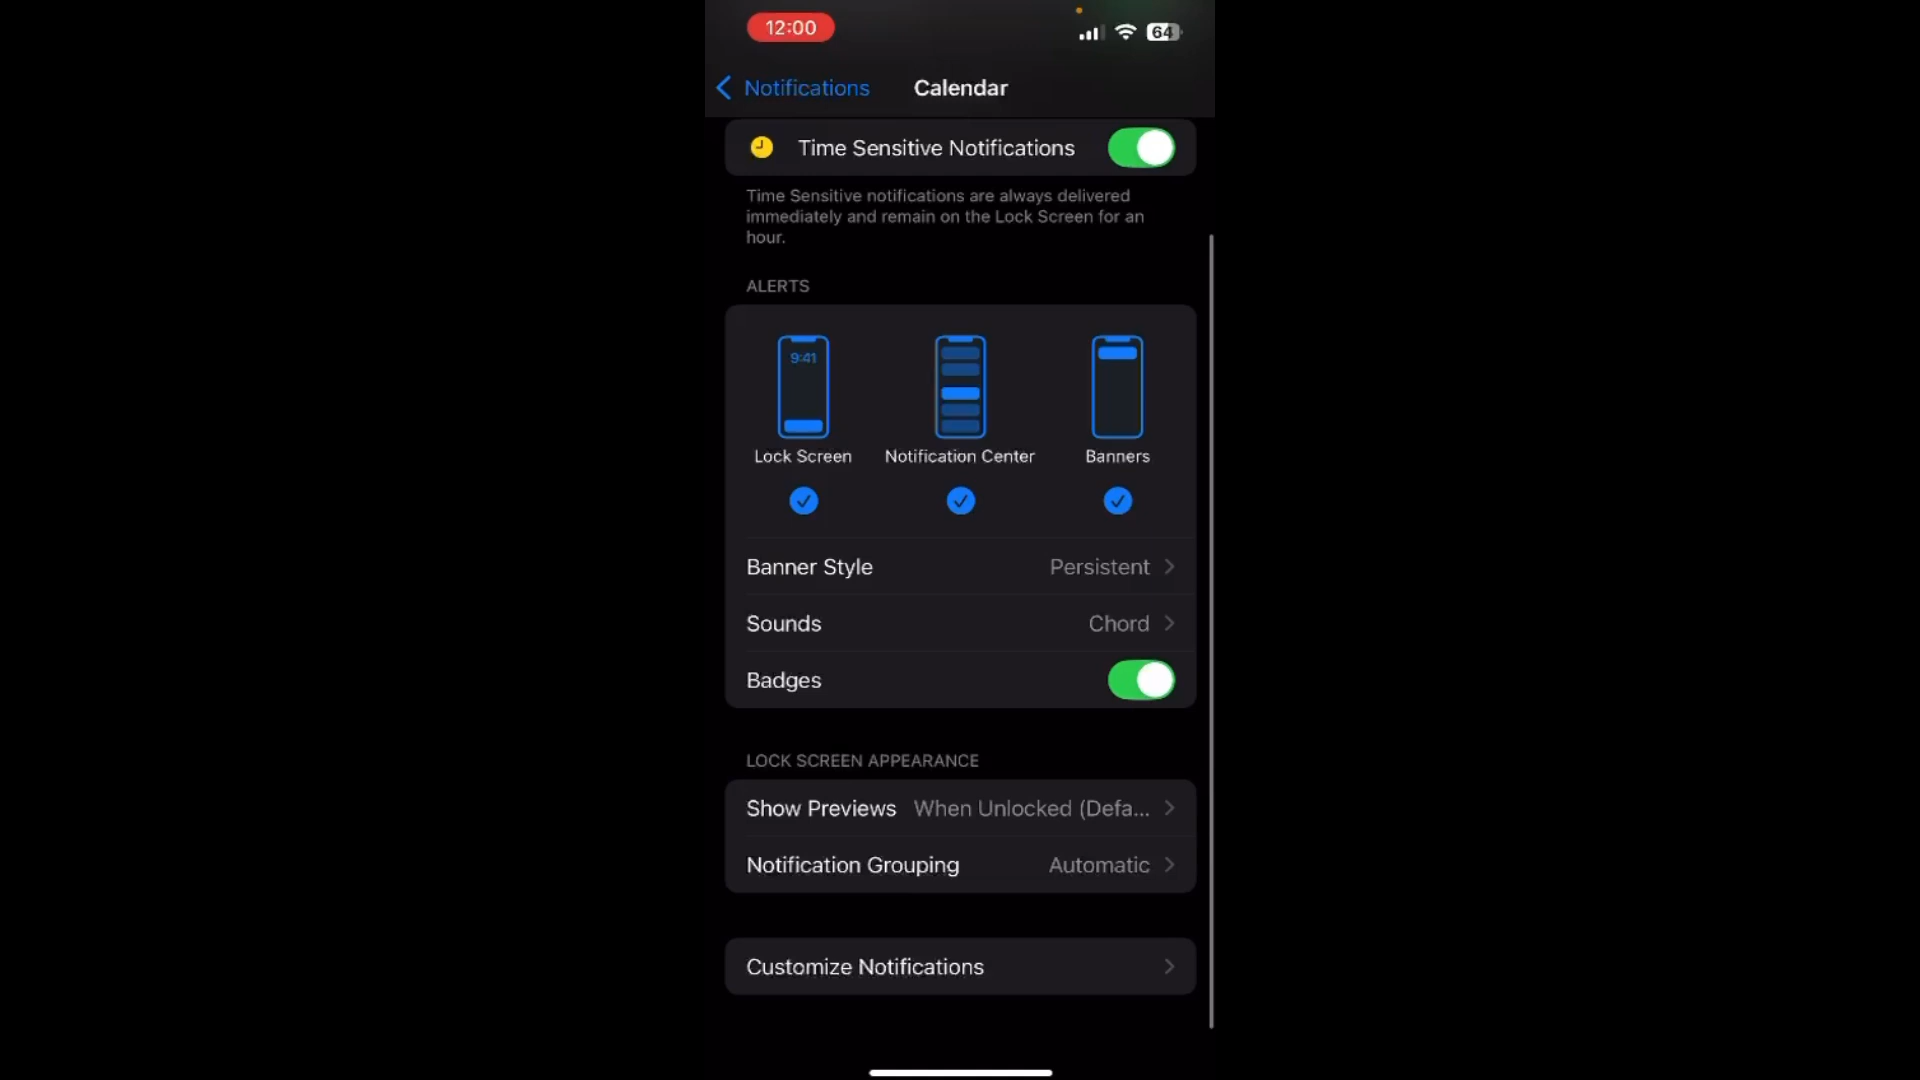 12:00
64
Notifications
Calendar
Time Sensitive Notifications
Time Sensitive notifications are always delivered
immediately and remain on the Lock Screen for an
hour.
ALERTS
9:41
Lock Screen
Notification Center
Banners
Banner Style
Persistent
Sounds
Chord
Badges
LOCK SCREEN APPEARANCE
Show Previews
When Unlocked (Defa...
Notification Grouping
Automatic
Customize Notifications